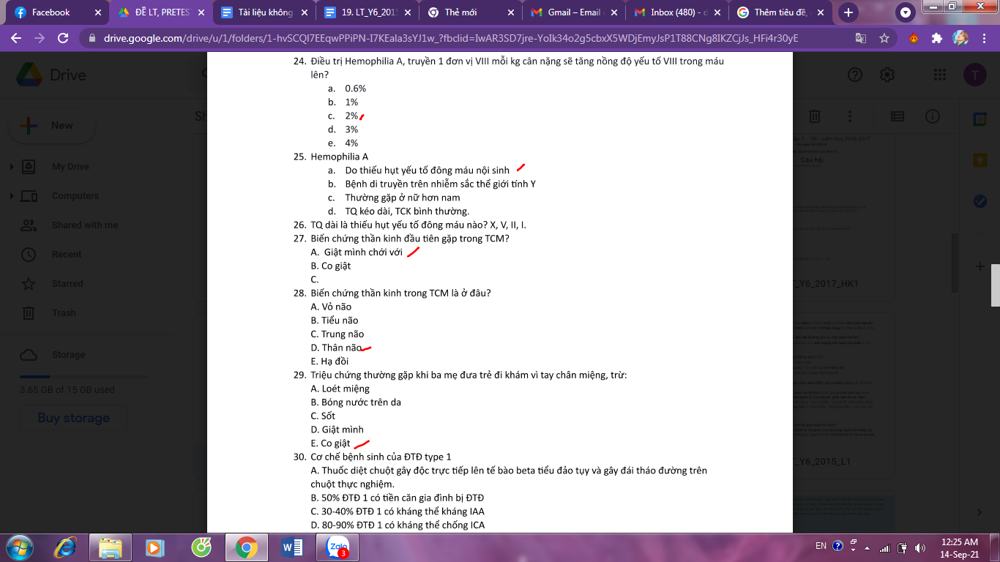 Facebook
ĐỀ LT, PRETES
Tài liệu không
19. LT_Y6_201
Thẻ mới
Gmail – Email
Inbox (480) - d
Thêm tiêu đề,
drive.google.com/drive/u/1/folders/1-hvSCQI7EEqwPPiPN-I7KEala3sYJ1w_?fbclid=IwAR3SD7jre-YoIk34o2g5cbxX5WDjEmyJsP1T88CNg8IKZCjJs_HFi4r30yE
Drive
T
New
Sh
My Drive
Computers
Shared with me
Recent
Starred
Trash
Storage
3.65 GB of 15 GB used
Buy storage
24. Điều trị Hemophilia A, truyền 1 đơn vị VIII mỗi kg cân nặng sẽ tăng nồng độ yếu tố VIII trong máu
lên?
a. 0.6%
b. 1%
c. 2%
d. 3%
e. 4%
25. Hemophilia A
a. Do thiếu hụt yếu tố đông máu nội sinh
b. Bệnh di truyền trên nhiễm sắc thể giới tính Y
c. Thường gặp ở nữ hơn nam
d. TQ kéo dài, TCK bình thường.
26. TQ dài là thiếu hụt yếu tố đông máu nào? X, V, II, I.
27. Biến chứng thần kinh đầu tiên gặp trong TCM?
A. Giật mình chới với
B. Co giật
C.
28. Biến chứng thần kinh trong TCM là ở đâu?
A. Vỏ não
B. Tiểu não
C. Trung não
D. Thân não
E. Hạ đồi
29. Triệu chứng thường gặp khi ba mẹ đưa trẻ đi khám vì tay chân miệng, trừ:
A. Loét miệng
B. Bóng nước trên da
C. Sốt
D. Giật mình
E. Co giật
30. Cơ chế bệnh sinh của ĐTĐ type 1
A. Thuốc diệt chuột gây độc trực tiếp lên tế bào beta tiểu đảo tụy và gây đái tháo đường trên
chuột thực nghiệm.
B. 50% ĐTĐ 1 có tiền căn gia đình bị ĐTĐ
C. 30-40% ĐTĐ 1 có kháng thể kháng IAA
D. 80-90% ĐTĐ 1 có kháng thể chống ICA
Câu hỏi:
T_Y6_2017_HK1
T_Y6_2015_L1
Zalo
3
EN
12:25 AM
14-Sep-21